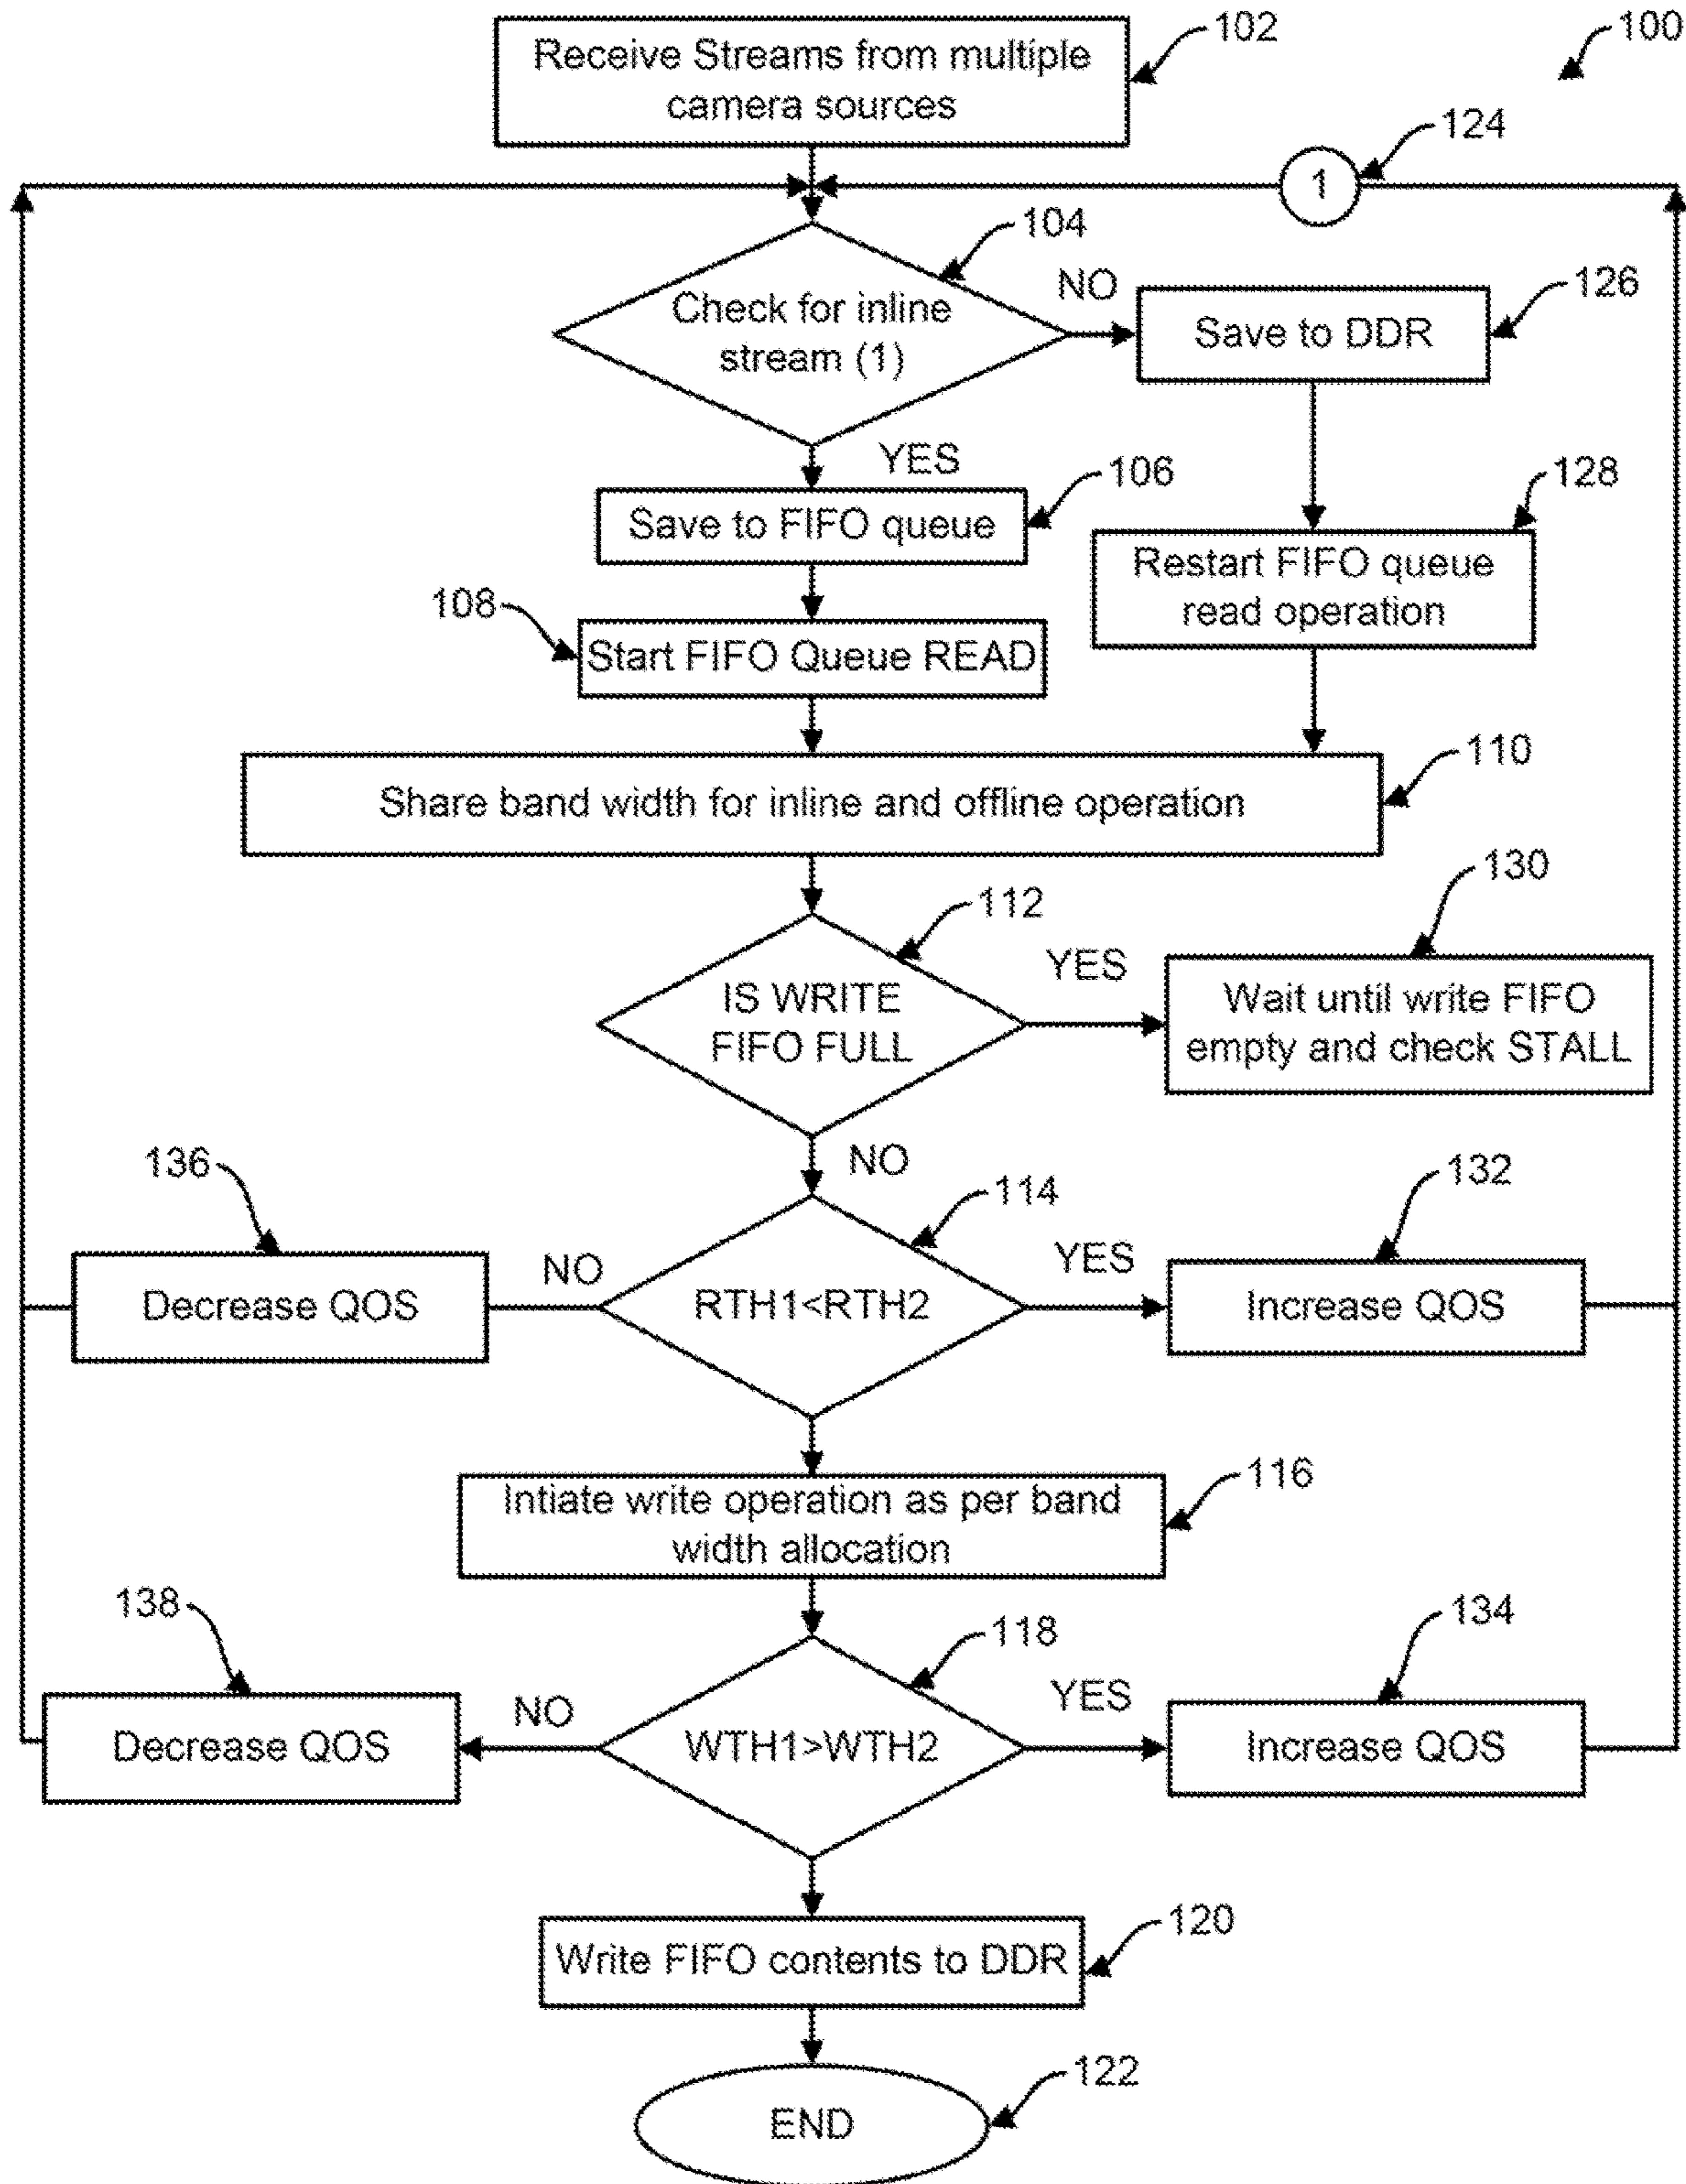 102
100
Receive Streams from multiple
camera sources
124
1
104
NO
126
Check for inline
stream (1)
Save to DDR
YES
106
128
Save to FIFO queue
Restart FIFO queue
read operation
108
Start FIFO Queue READ
110
Share band width for inline and offline operation
130
112
YES
IS WRITE
FIFO FULL
Wait until write FIFO
empty and check STALL
NO
136
132
114
NO
YES
Decrease QOS
RTH1<RTH2
Increase QOS
116
Intiate write operation as per band
width allocation
138
134
118
NO
YES
Decrease QOS
WTH1>WTH2
Increase QOS
120
Write FIFO contents to DDR
122
END